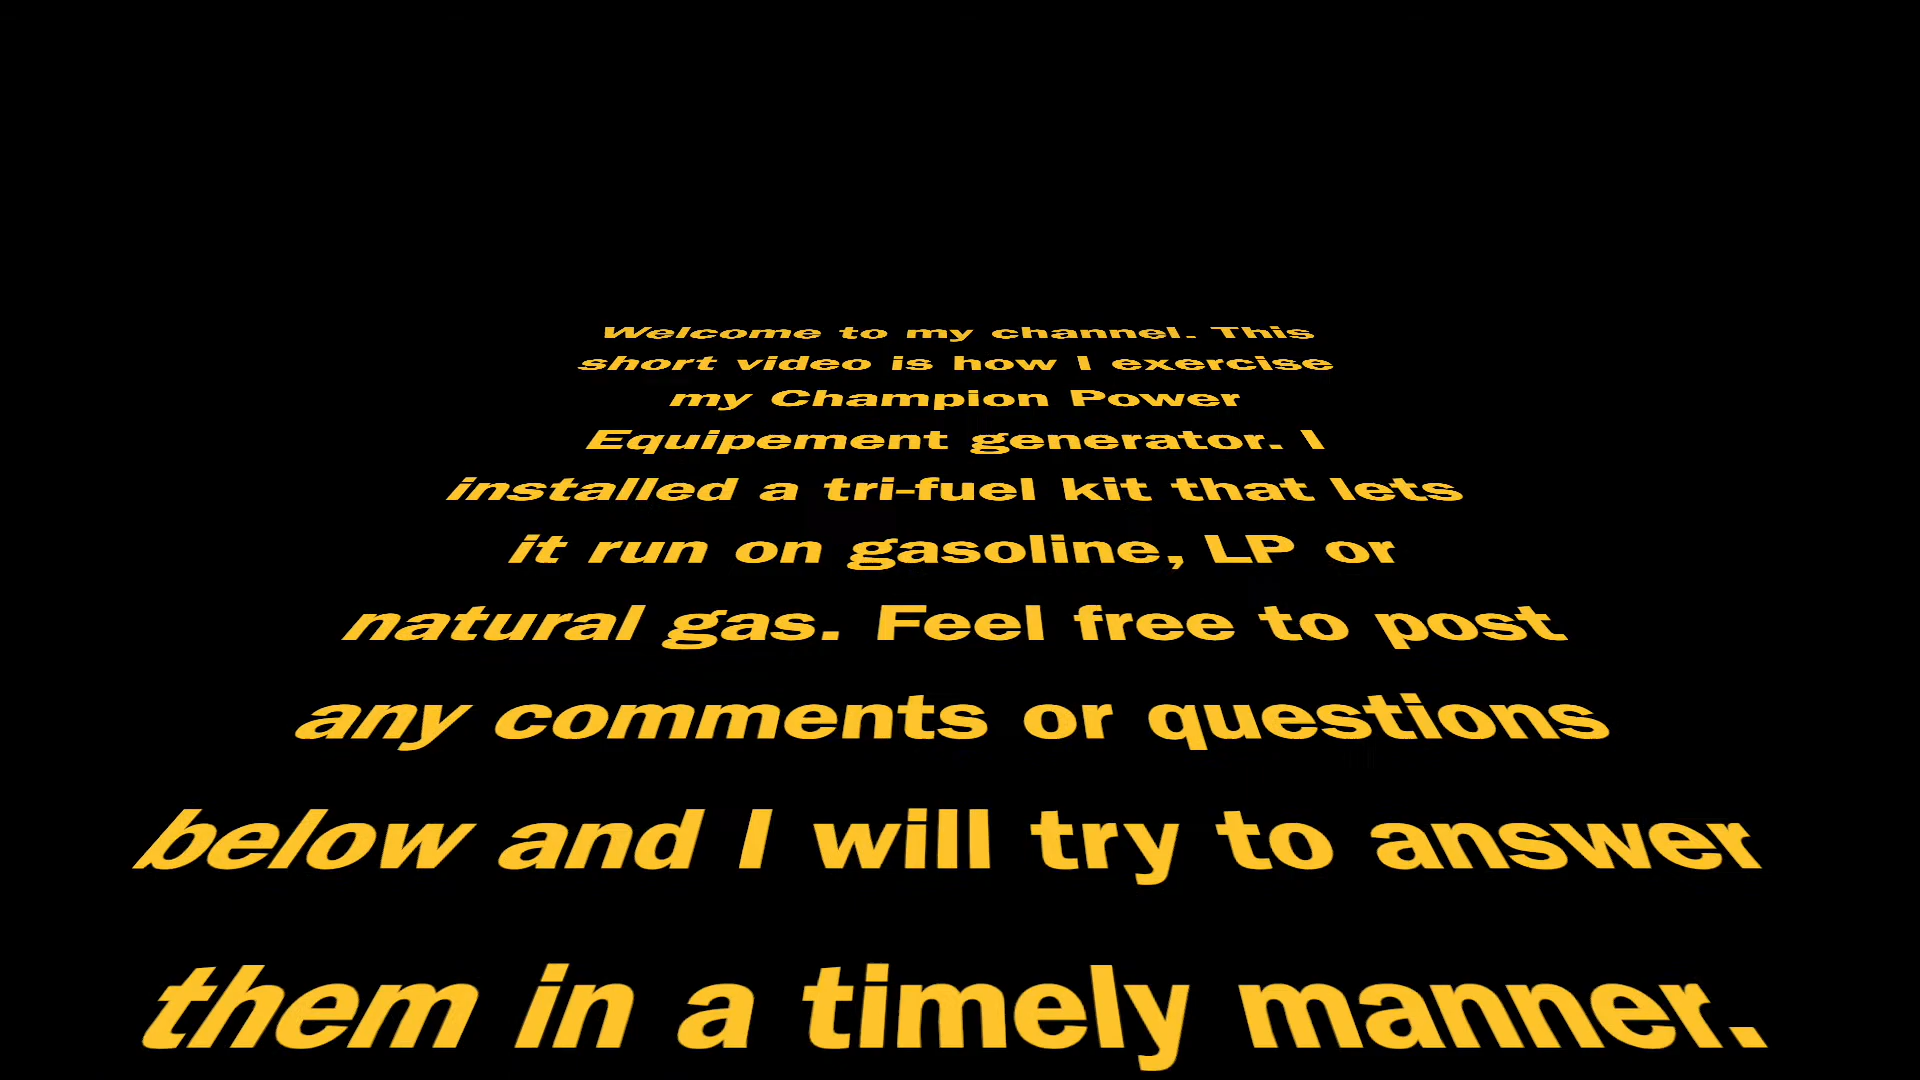 Welcome to my channel. This
short video is how I exercise
my Champion Power
Equipement generator. I
installed a tri-fuel kit that lets
it run on gasoline, LP or
natural gas. Feel free to post
any comments or questions
below and I will try to answer
them in a timely manner.